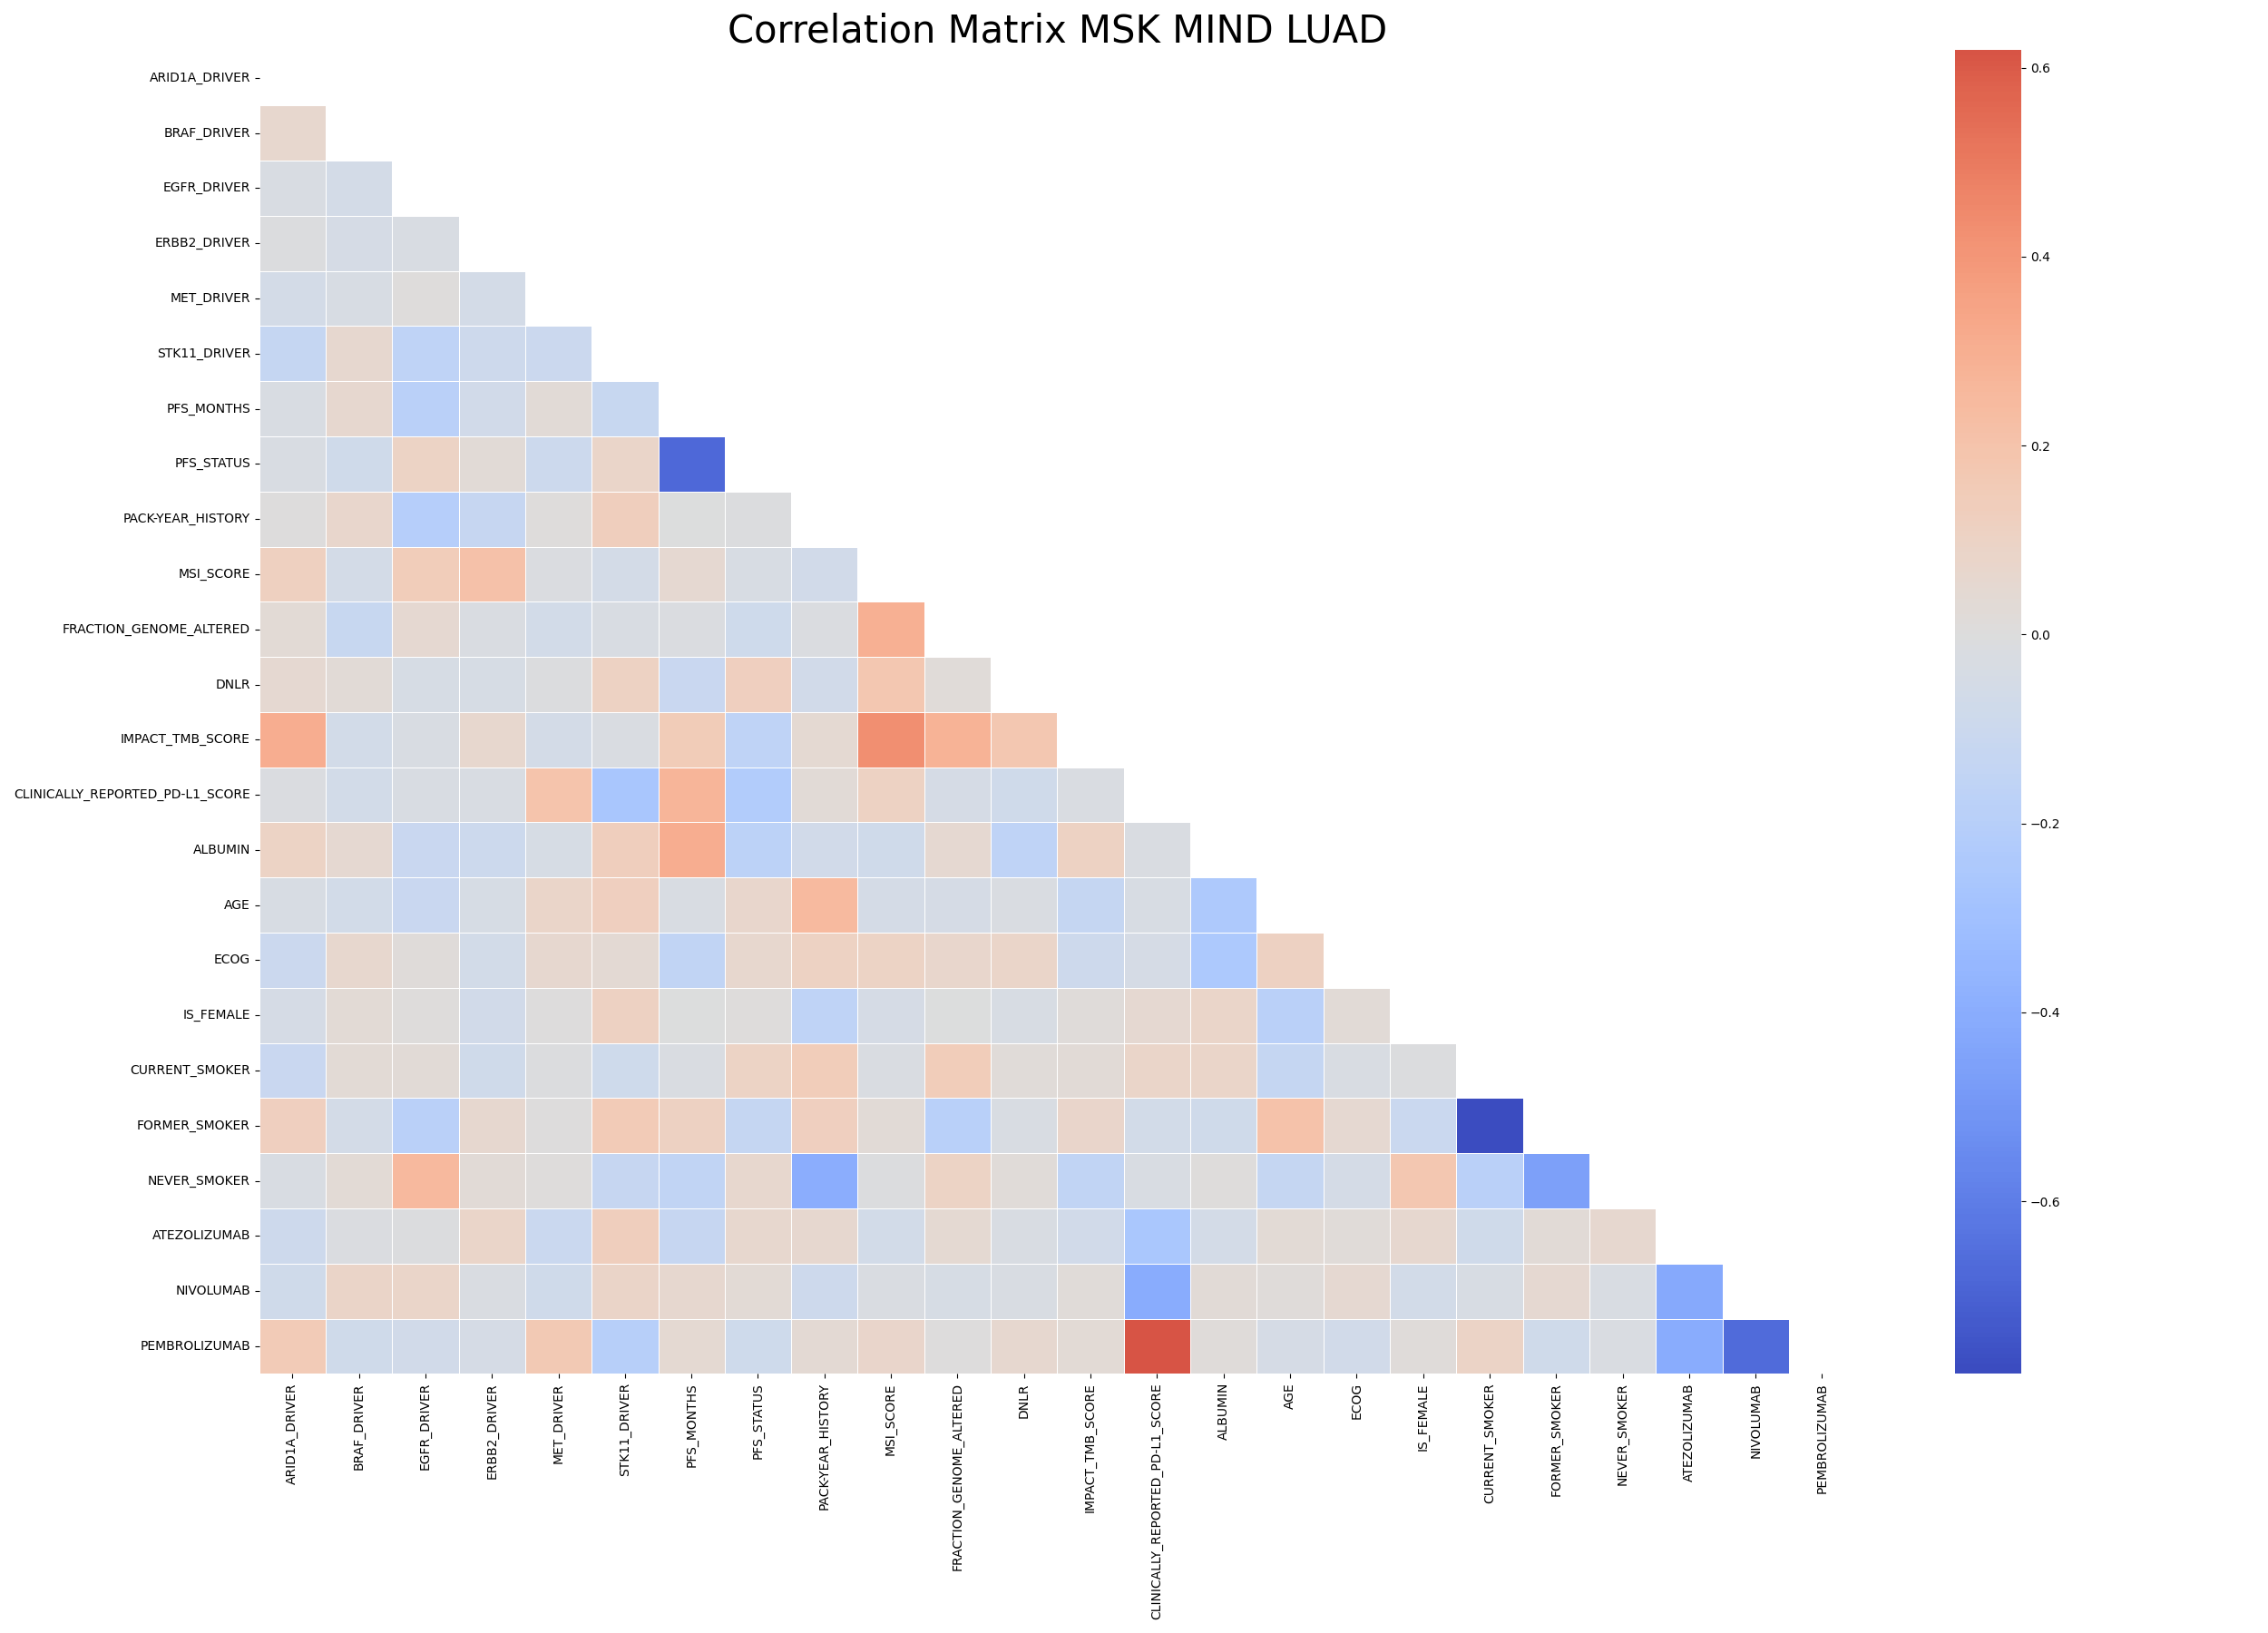 Correlation Matrix MSK MIND LUAD
ARID1A_DRIVER
BRAF_DRIVER
EGFR_DRIVER
ERBB2_DRIVER
MET_DRIVER
STK11_DRIVER
PFS_MONTHS
PFS_STATUS
PACK-YEAR_HISTORY
MSI_SCORE
FRACTION_GENOME_ALTERED
DNLR
IMPACT_TMB_SCORE
CLINICALLY_REPORTED_PD-L1_SCORE
ALBUMIN
AGE
ECOG
IS_FEMALE
CURRENT_SMOKER
FORMER_SMOKER
NEVER_SMOKER
ATEZOLIZUMAB
NIVOLUMAB
PEMBROLIZUMAB
ARID1A_DRIVER
BRAF_DRIVER
EGFR_DRIVER
ERBB2_DRIVER
MET_DRIVER
STK11_DRIVER
PFS_MONTHS
PFS_STATUS
PACK-YEAR_HISTORY
MSI_SCORE
FRACTION_GENOME_ALTERED
DNLR
IMPACT_TMB_SCORE
CLINICALLY_REPORTED_PD-L1_SCORE
ALBUMIN
AGE
ECOG
IS_FEMALE
CURRENT_SMOKER
FORMER_SMOKER
NEVER_SMOKER
ATEZOLIZUMAB
NIVOLUMAB
PEMBROLIZUMAB
0.6
0.4
0.2
0.0
−0.2
−0.4
−0.6